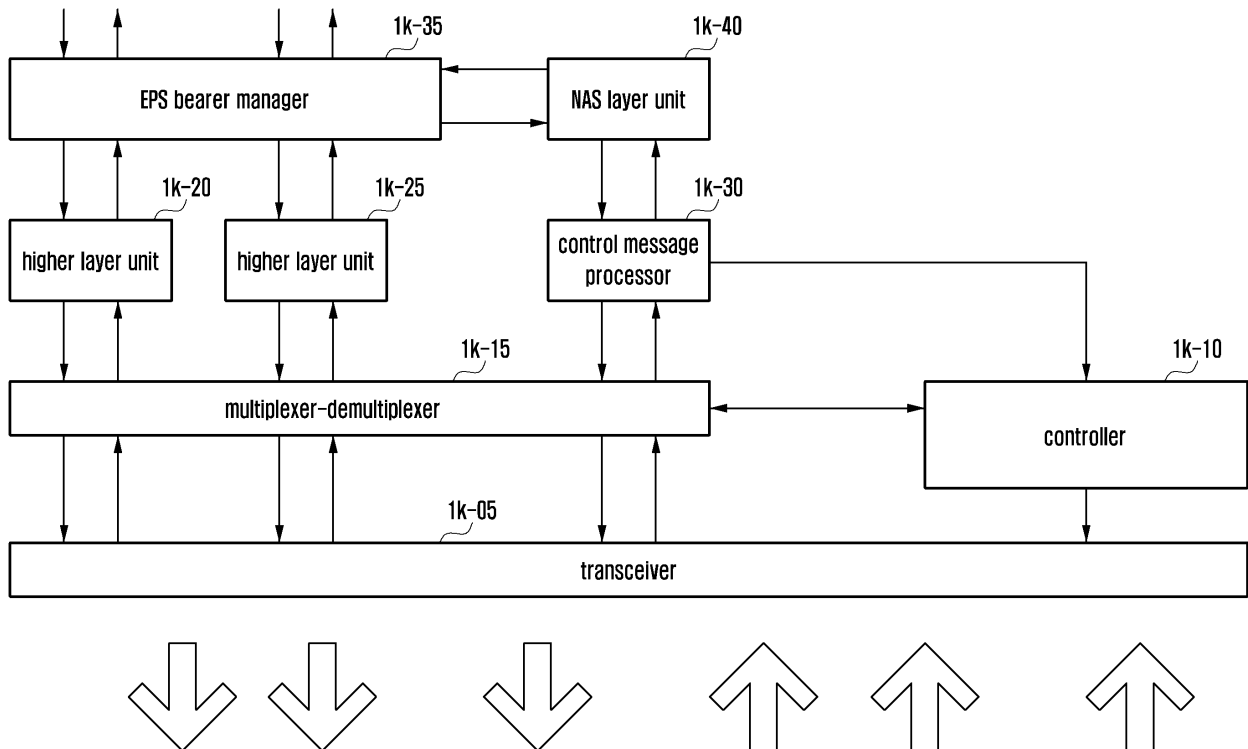 1k-35
1k-40
EPS bearer manager
NAS layer unit
1k-20
1k-25
1k-30
higher layer unit
higher layer unit
control message
processor
1k-15
1k-10
multiplexer-demultiplexer
controller
1k-05
transceiver